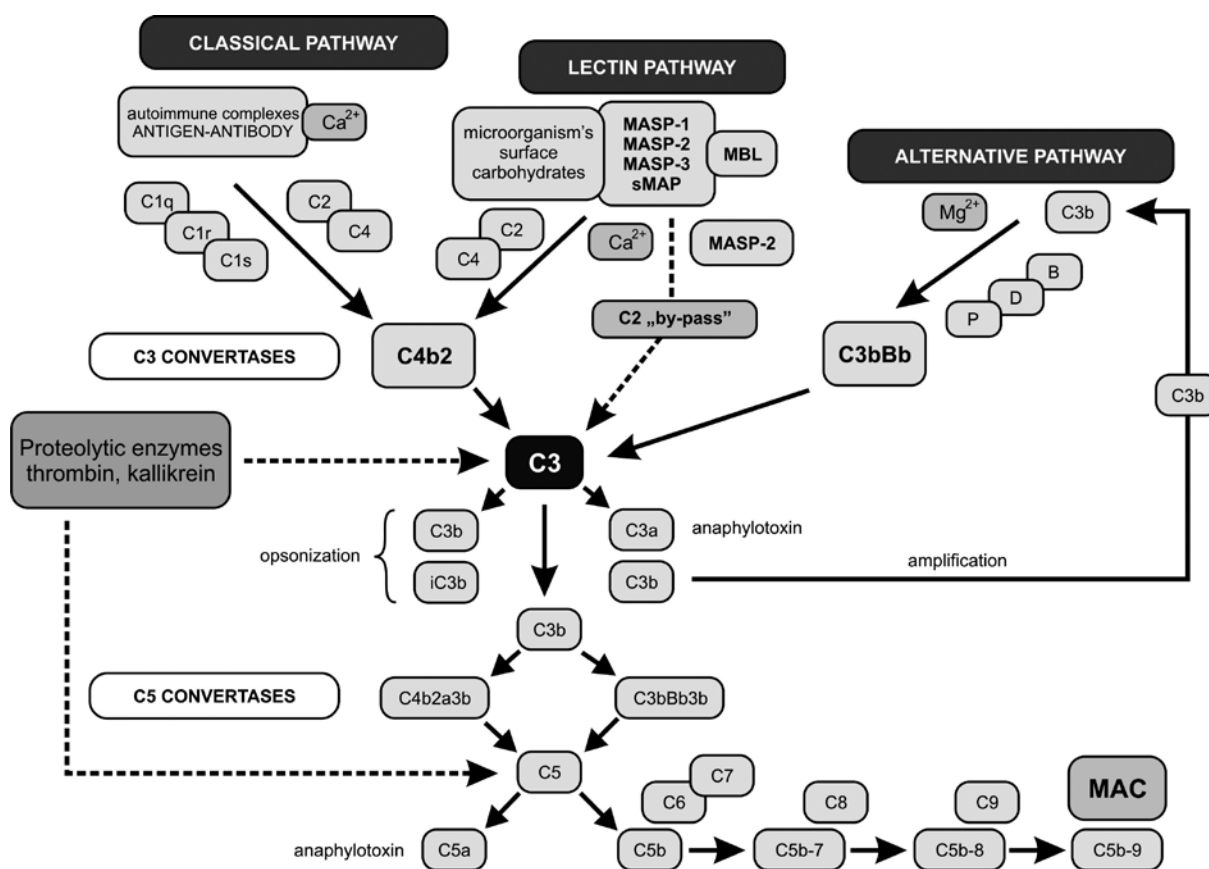 CLASSICAL PATHWAY
LECTIN PATHWAY
ALTERNATIVE PATHWAY
autoimmune complexes
ANTIGEN-ANTIBODY
Ca²⁺
microorganism's
surface
carbohydrates
MASP-1
MASP-2
MASP-3
sMAP
MBL
C1q
C1r
C1s
C2
C4
C2
C4
Ca²⁺
MASP-2
Mg²⁺
C3b
B
D
P
C2 „by-pass”
C3 CONVERTASES
C4b2
C3bBb
C3b
Proteolytic enzymes
thrombin, kallikrein
C3
opsonization
C3b
iC3b
C3a
anaphylotoxin
C3b
amplification
C3b
C5 CONVERTASES
C4b2a3b
C3bBb3b
C5
anaphylotoxin
C5a
C5b
C6
C7
C5b-7
C8
C5b-8
C9
MAC
C5b-9